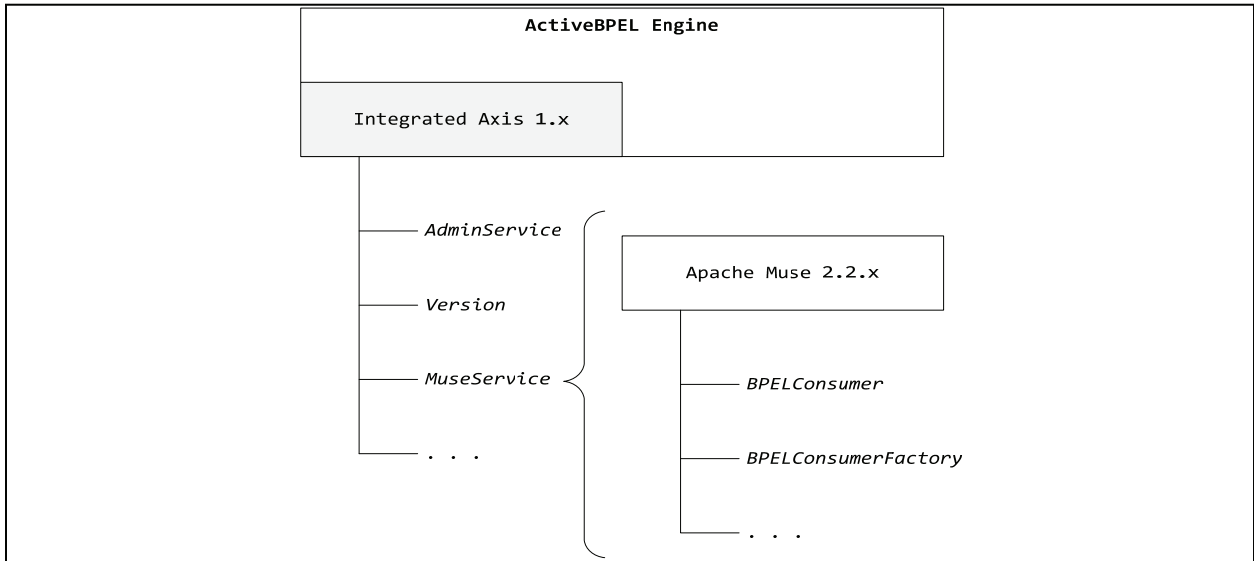 ActiveBPEL Engine
Integrated Axis 1.x
AdminService
Version
MuseService
. . .
Apache Muse 2.2.x
BPELConsumer
BPELConsumerFactory
. . .